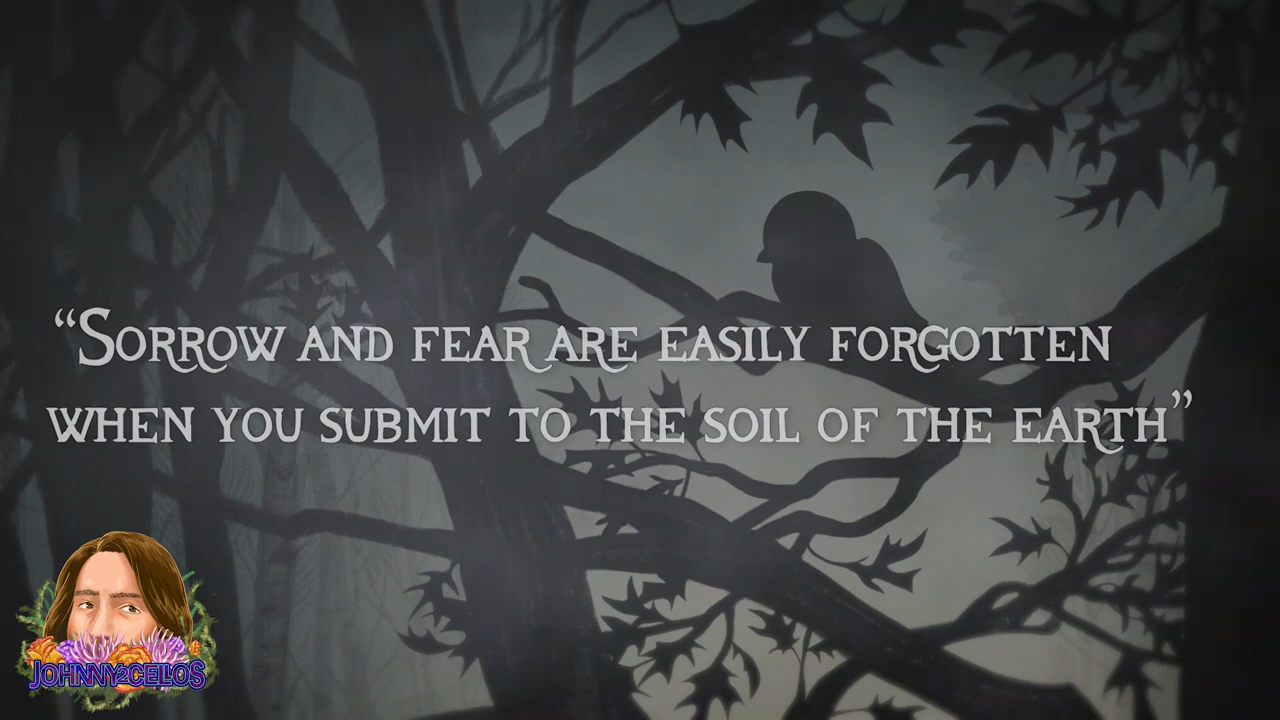 “Sorrow and fear are easily forgotten
when you submit to the soil of the earth”
JOHNNY2CELLOS